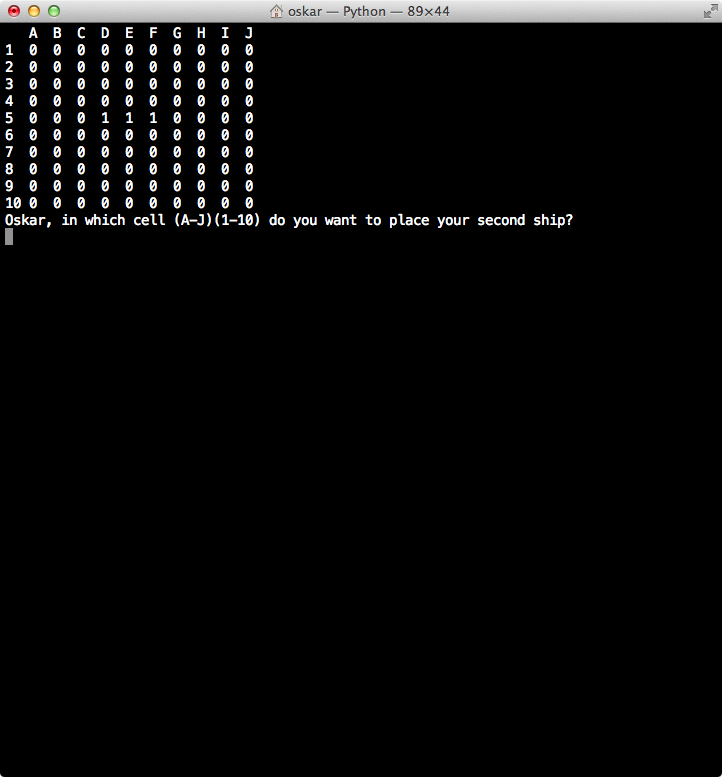 oskar — Python — 89×44
A B C D E F G H I J
1 0 0 0 0 0 0 0 0 0 0
2 0 0 0 0 0 0 0 0 0 0
3 0 0 0 0 0 0 0 0 0 0
4 0 0 0 0 0 0 0 0 0 0
5 0 0 0 1 1 1 0 0 0 0
6 0 0 0 0 0 0 0 0 0 0
7 0 0 0 0 0 0 0 0 0 0
8 0 0 0 0 0 0 0 0 0 0
9 0 0 0 0 0 0 0 0 0 0
10 0 0 0 0 0 0 0 0 0 0
Oskar, in which cell (A-J)(1-10) do you want to place your second ship?